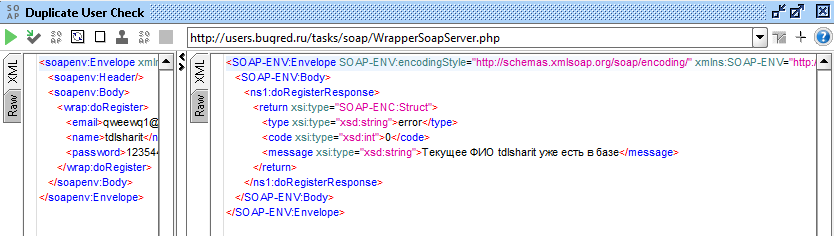 Duplicate User Check
http://users.bugred.ru/tasks/soap/WrapperSoapServer.php
XML
Raw
<soapenv:Envelope xmln
<soapenv:Header/>
<soapenv:Body>
<wrap:doRegister>
<email>qweewq1@
<name>tdlsharit</n
<password>123544
</wrap:doRegister>
</soapenv:Body>
</soapenv:Envelope>
XML
Raw
<SOAP-ENV:Envelope SOAP-ENV:encodingStyle="http://schemas.xmlsoap.org/soap/encoding/" xmlns:SOAP-ENV="http:/
<SOAP-ENV:Body>
<ns1:doRegisterResponse>
<return xsi:type="SOAP-ENC:Struct">
<type xsi:type="xsd:string">error</type>
<code xsi:type="xsd:int">0</code>
<message xsi:type="xsd:string">Текущее ФИО tdlsharit уже есть в базе</message>
</return>
</ns1:doRegisterResponse>
</SOAP-ENV:Body>
</SOAP-ENV:Envelope>